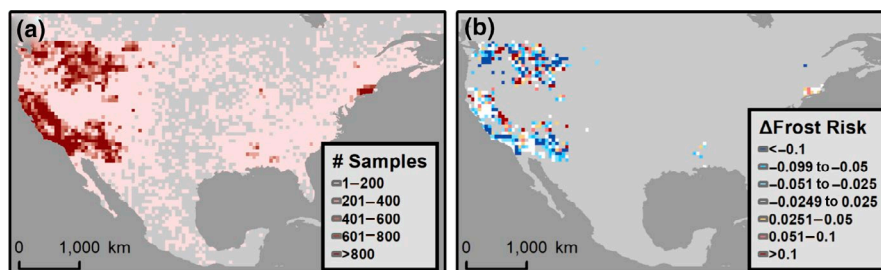 (a)
# Samples
1–200
201–400
401–600
601–800
>800
0 1,000 km
(b)
ΔFrost Risk
<-0.1
-0.099 to -0.05
-0.051 to -0.025
-0.0249 to 0.025
0.0251–0.05
0.051–0.1
>0.1
0 1,000 km